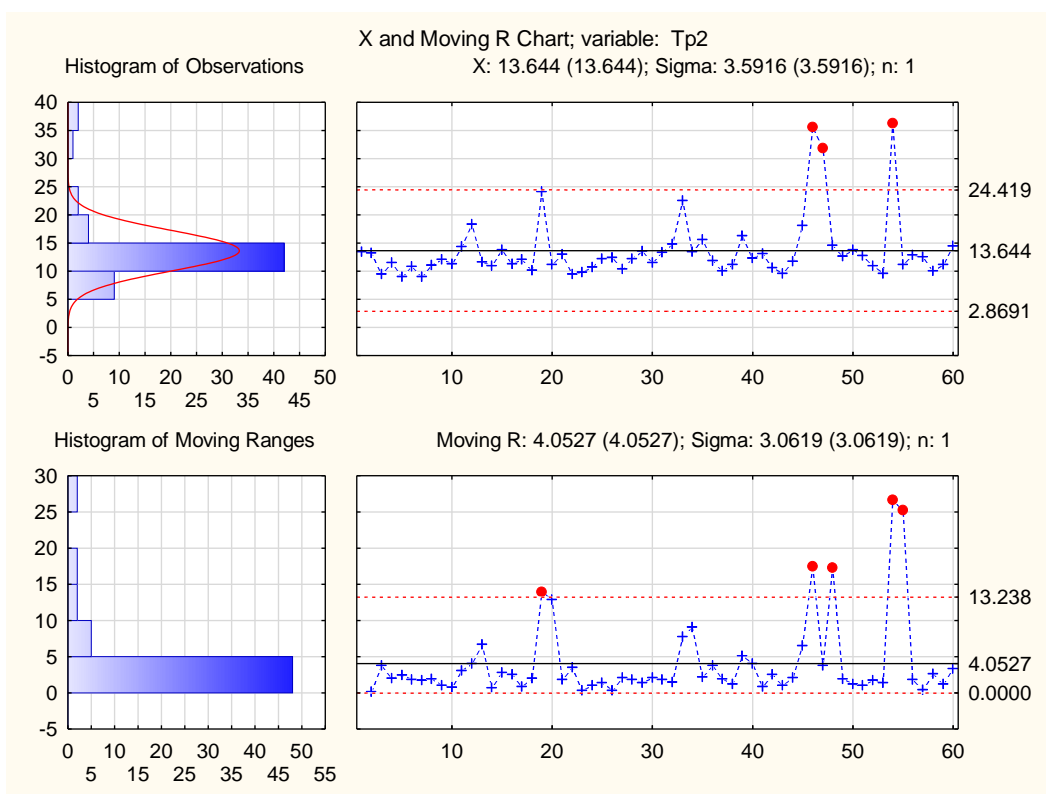 X and Moving R Chart; variable:  Tp2
Histogram of Observations
X: 13.644 (13.644); Sigma: 3.5916 (3.5916); n: 1
40
35
30
25
20
15
10
5
0
-5
0 10 20 30 40 50
5 15 25 35 45
24.419
13.644
2.8691
10 20 30 40 50 60
Histogram of Moving Ranges
Moving R: 4.0527 (4.0527); Sigma: 3.0619 (3.0619); n: 1
30
25
20
15
10
5
0
-5
0 10 20 30 40 50
5 15 25 35 45 55
13.238
4.0527
0.0000
10 20 30 40 50 60